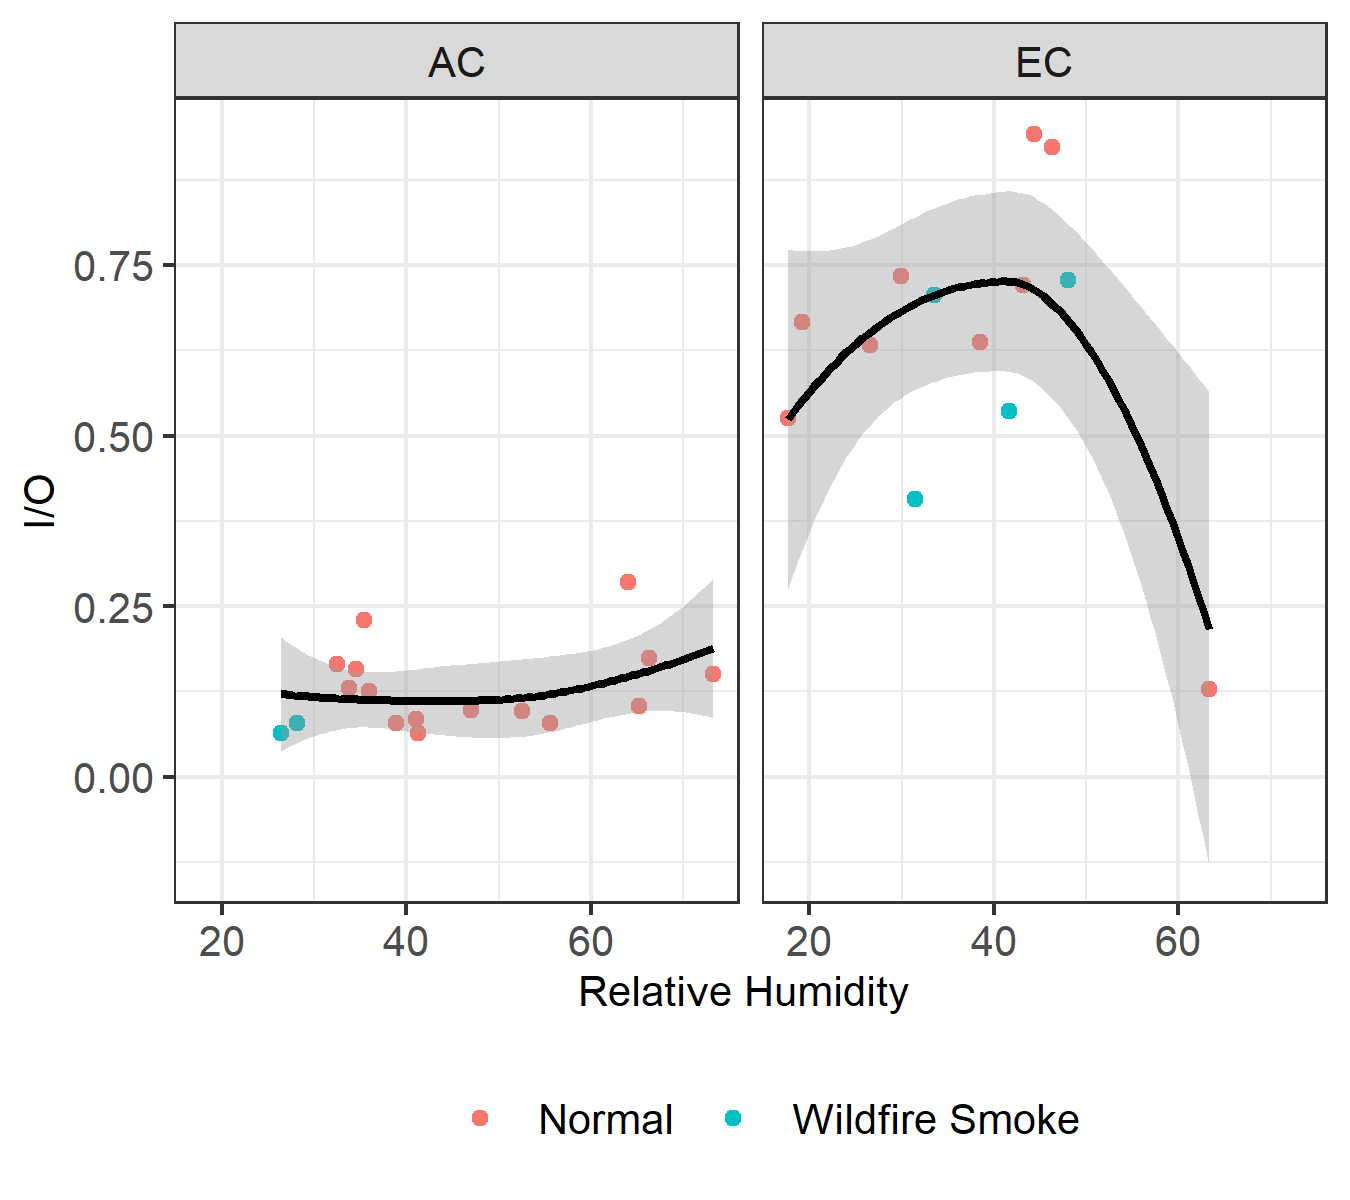 AC
EC
I/O
0.75
0.50
0.25
0.00
20 40 60 20 40 60
Relative Humidity
Normal Wildfire Smoke